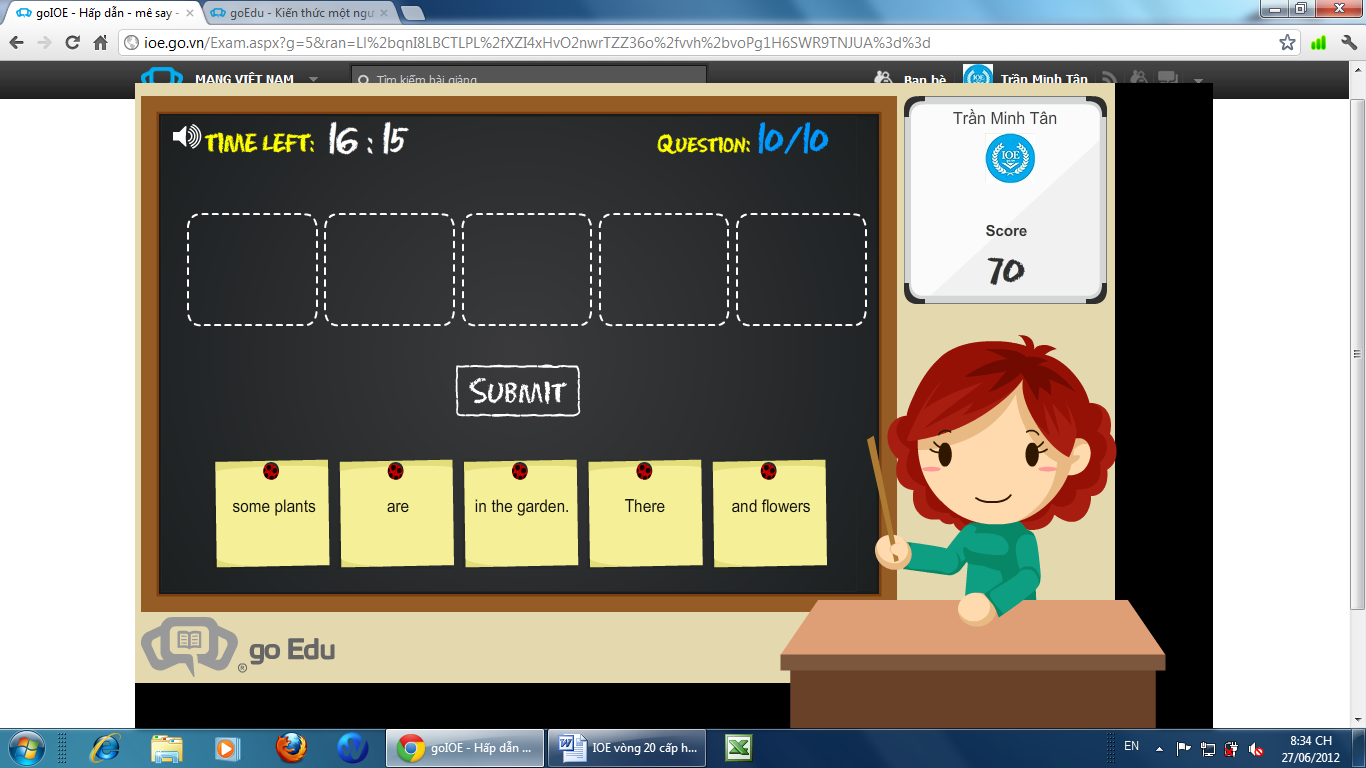 goIOE - Hấp dẫn - mê say -
goEdu - Kiến thức một ngư
ioe.go.vn/Exam.aspx?g=5&ran=Ll%2bqnI8LBCTLPL%2fXZI4xHvO2nwrTZZ36o%2fvvh%2bvoPg1H6SWR9TNJUA%3d%3d
MẠNG VIỆT NAM
Tìm kiếm bài giảng
Bạn bè
Trần Minh Tân
TIME LEFT: 16 : 15
QUESTION: 10/10
Trần Minh Tân
IOE
Score
70
SUBMIT
some plants
are
in the garden.
There
and flowers
go Edu
goIOE - Hấp dẫn ...
IOE vòng 20 cấp h...
EN
8:34 CH
27/06/2012